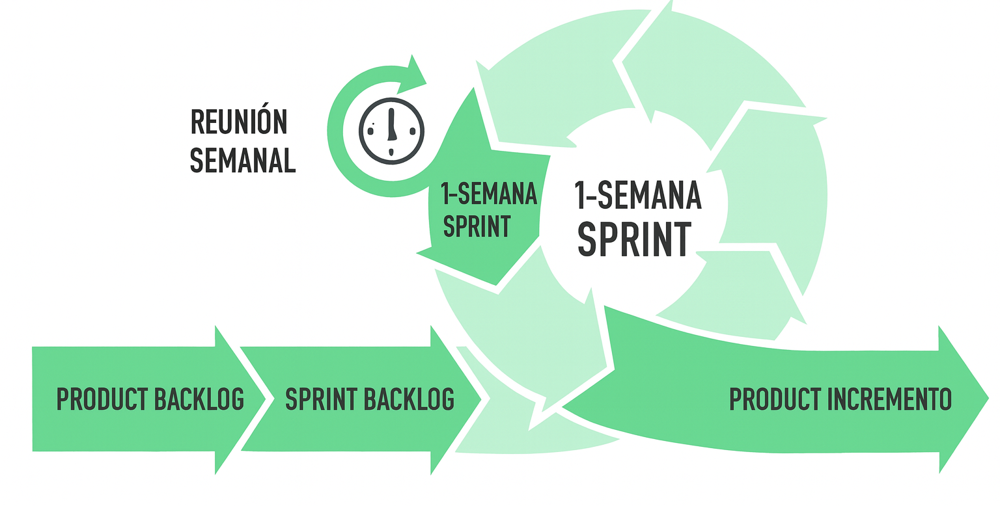 REUNIÓN
SEMANAL
1-SEMANA
SPRINT
1-SEMANA
SPRINT
PRODUCT BACKLOG
SPRINT BACKLOG
PRODUCT INCREMENTO